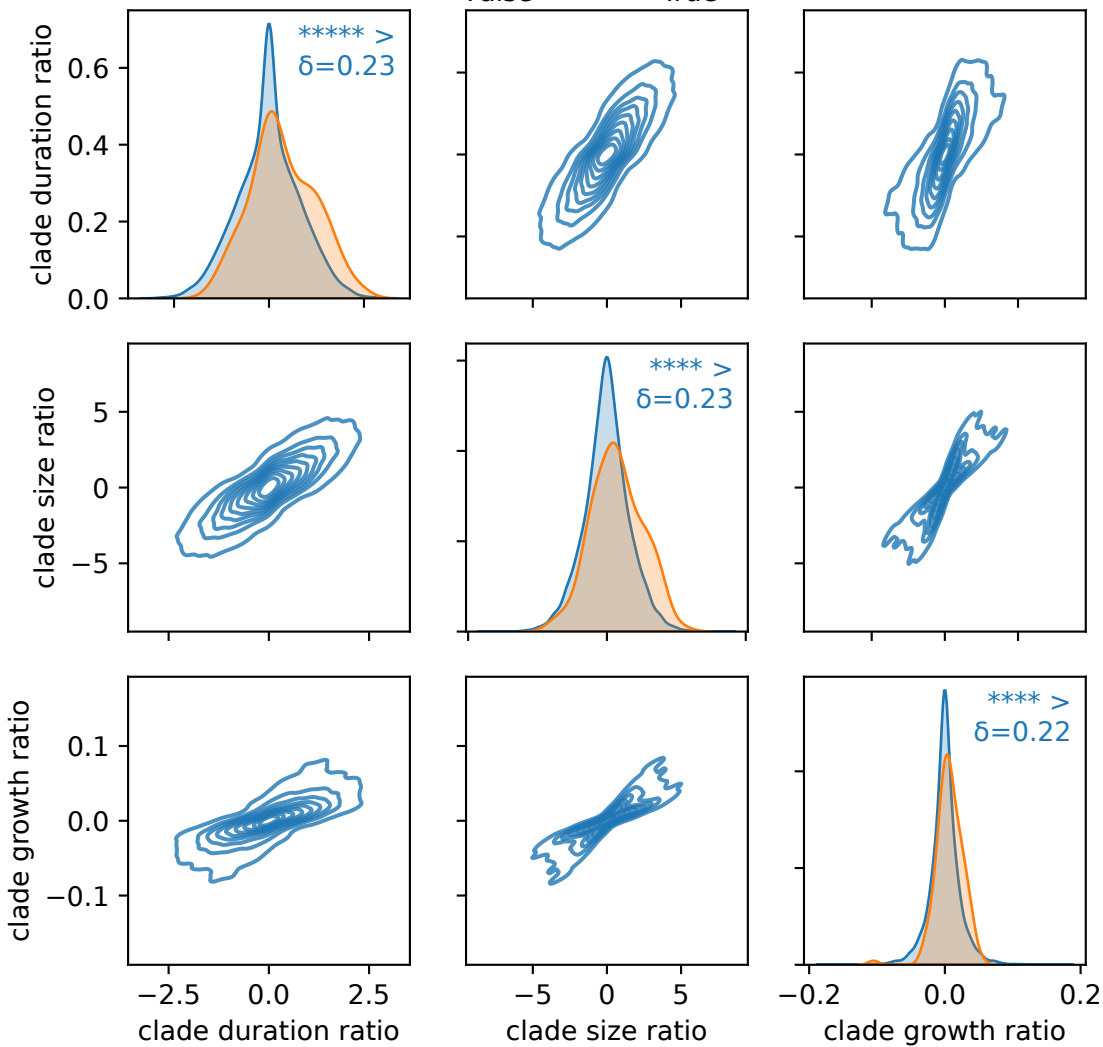 clade duration ratio
0.6
0.4
0.2
0.0
***** >
δ=0.23
clade size ratio
5
0
−5
**** >
δ=0.23
clade growth ratio
0.1
0.0
−0.1
**** >
δ=0.22
−2.5 0.0 2.5
−5 0 5
−0.2 0.0 0.2
clade duration ratio
clade size ratio
clade growth ratio